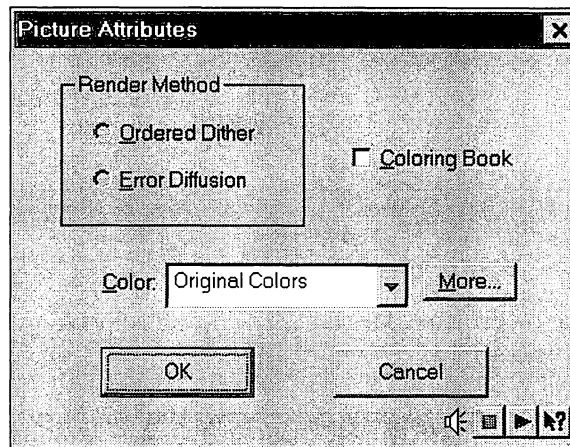 Picture Attributes
Render Method
Ordered Dither
Error Diffusion
Coloring Book
Color: Original Colors More...
OK Cancel
?